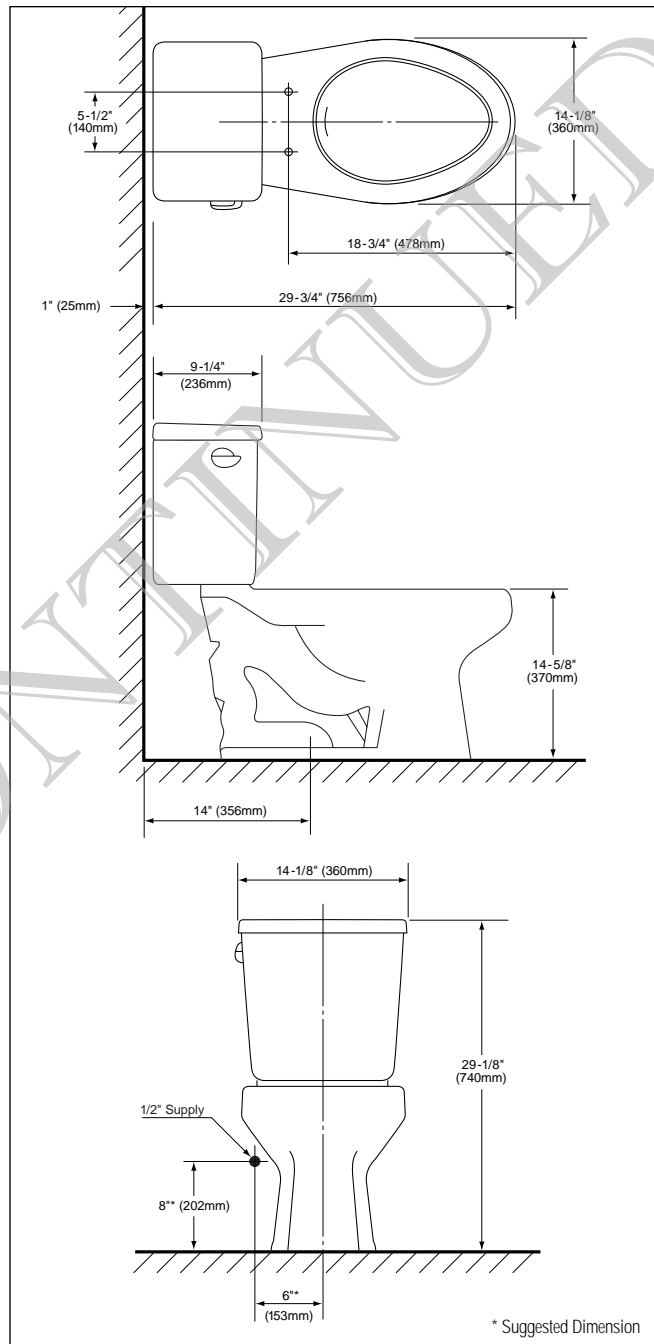 5-1/2"
(140mm)
14-1/8"
(360mm)
18-3/4" (478mm)
1" (25mm)
29-3/4" (756mm)
9-1/4"
(236mm)
14-5/8"
(370mm)
14" (356mm)
14-1/8" (360mm)
29-1/8"
(740mm)
1/2" Supply
8"* (202mm)
6"*
(153mm)
* Suggested Dimension
ONTINUED